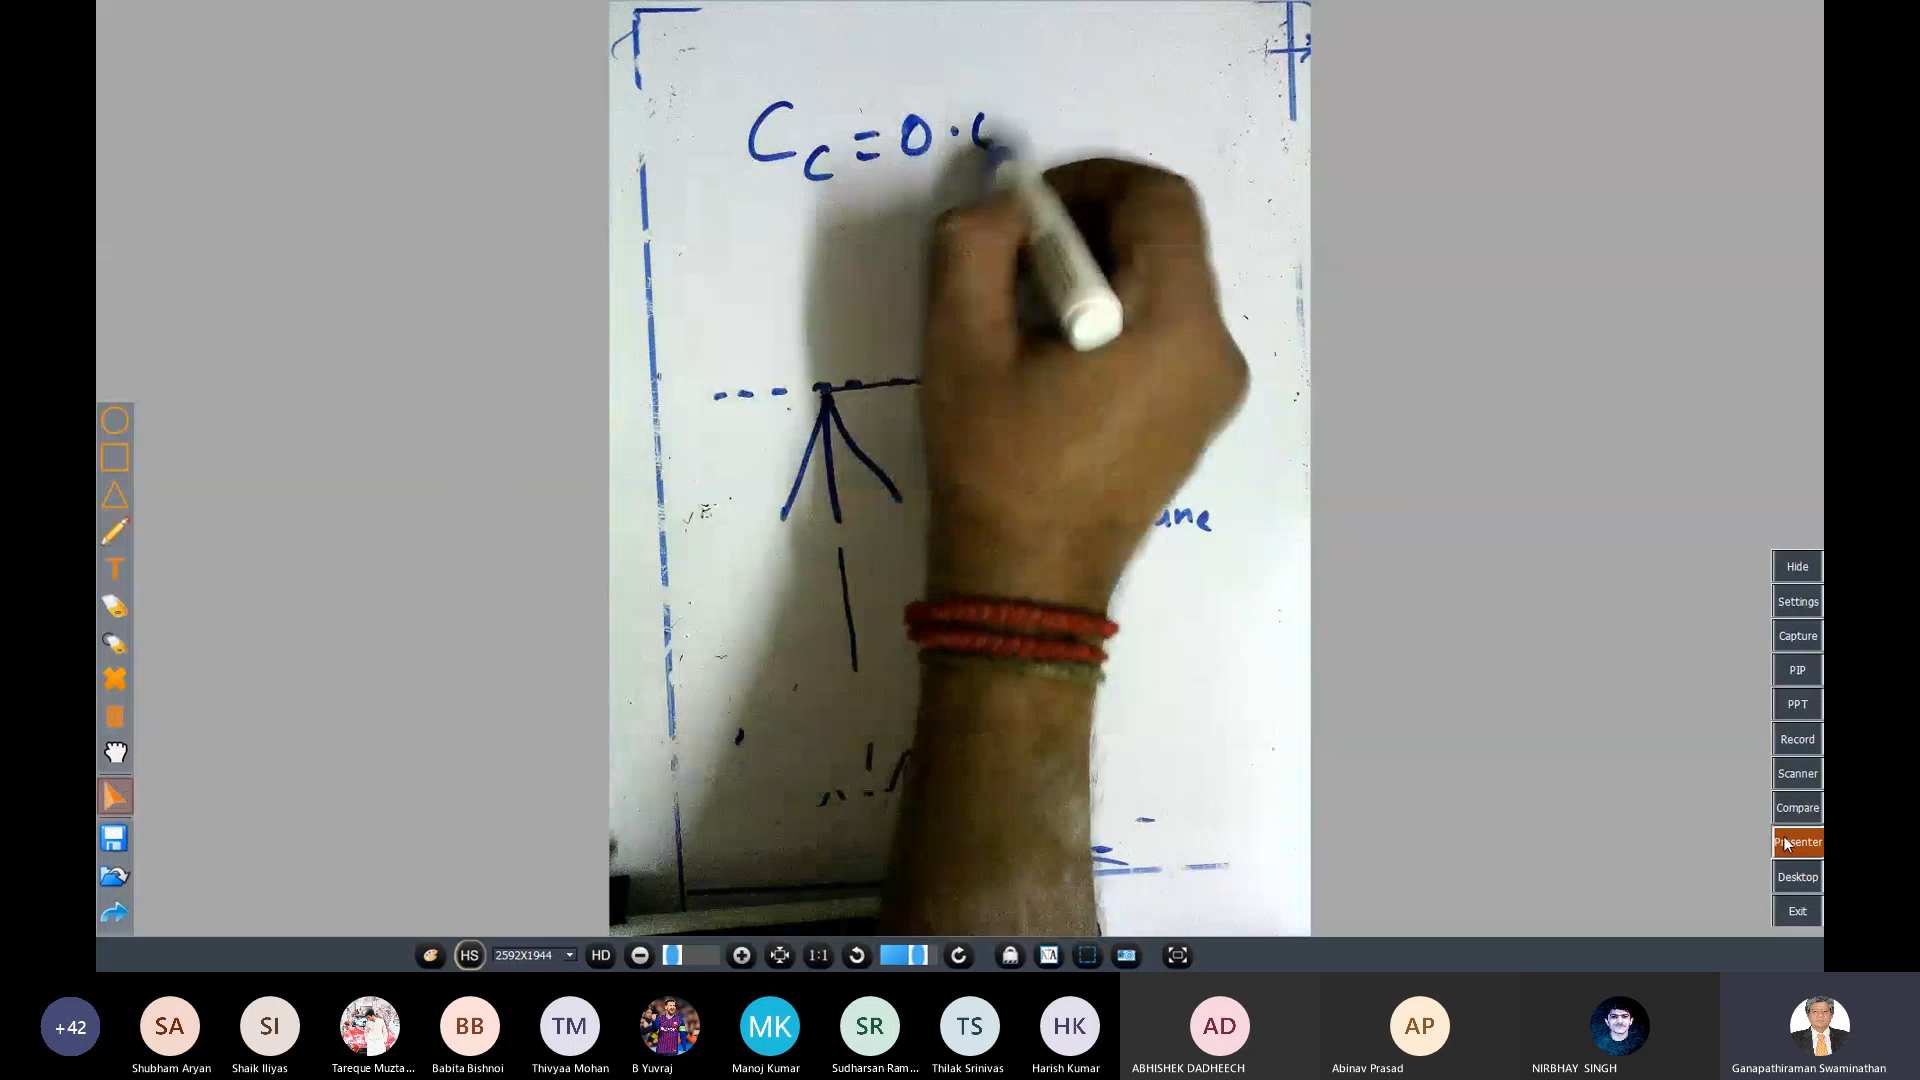 Cc = 0.
Hide
Settings
Capture
PIP
PPT
Record
Scanner
Compare
Presenter
Desktop
Exit
T
HS 2592X1944 HD 1:1
+42 SA SI BB TM MK SR TS HK AD AP
Shubham Aryan Shaik Iliyas Tareque Muzta... Babita Bishnoi Thivyaa Mohan B Yuvraj Manoj Kumar Sudharsan Ram... Thilak Srinivas Harish Kumar ABHISHEK DADHEECH Abinav Prasad NIRBHAY SINGH Ganapathiraman Swaminathan